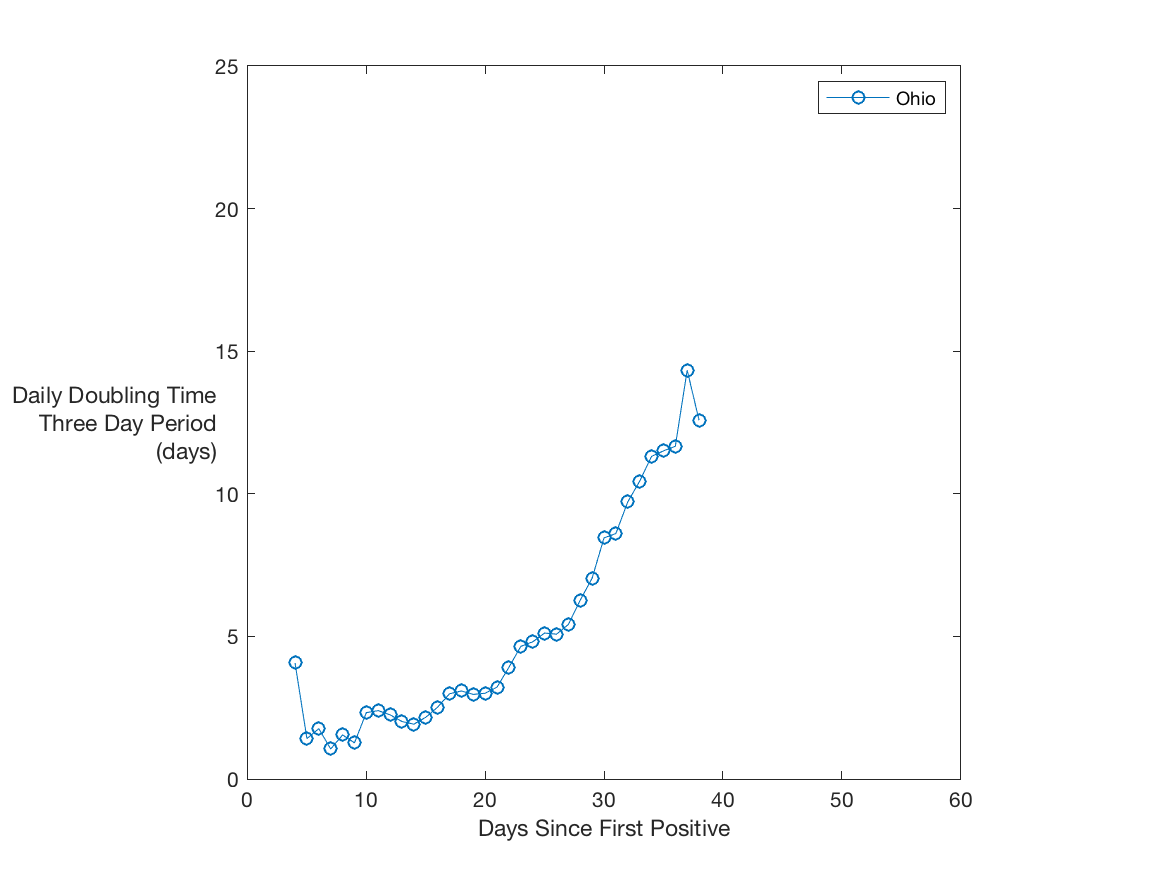 25
Ohio
20
15
Daily Doubling Time
Three Day Period
(days)
10
5
0
0 10 20 30 40 50 60
Days Since First Positive